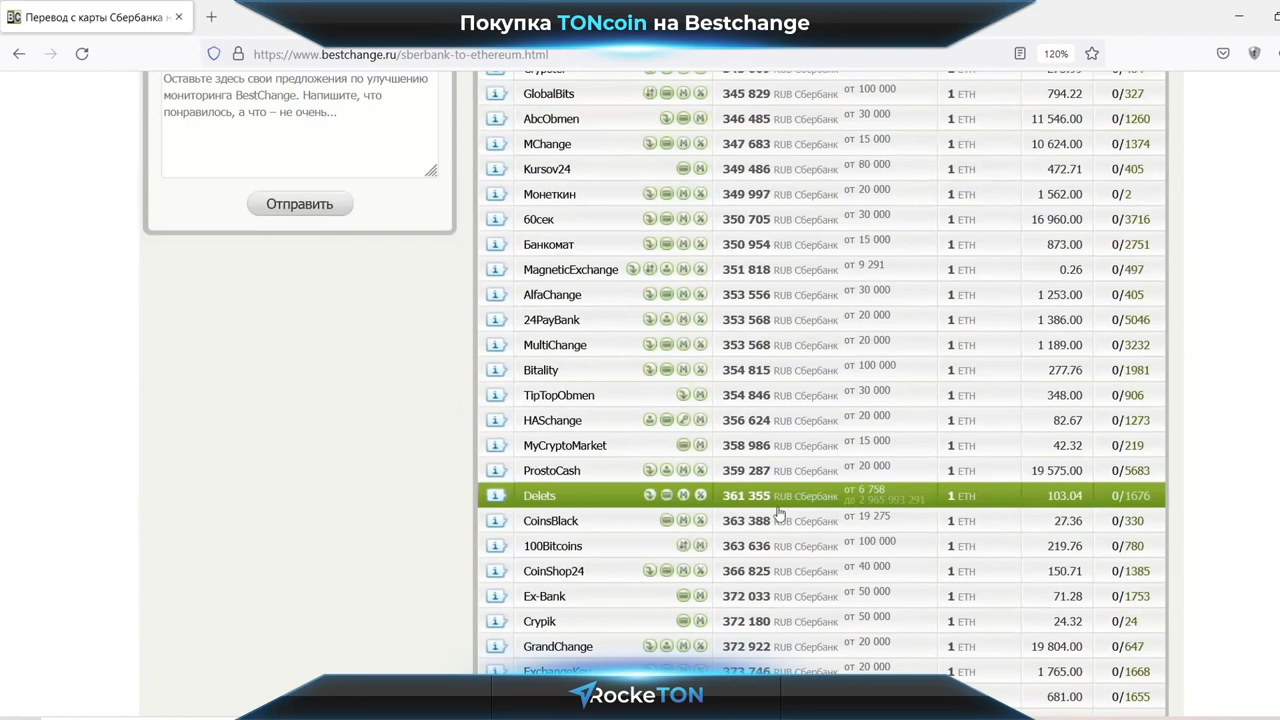 Перевод с карты Сбербанка н
Покупка TONcoin на Bestchange
https://www.bestchange.ru/sberbank-to-ethereum.html
120%
Оставьте здесь свои предложения по улучшению
мониторинга BestChange. Напишите, что
понравилось, а что – не очень...
Отправить
GlobalBits 345 829 RUB Сбербанк от 100 000 1 ETH 794.22 0/327
AbcObmen 346 485 RUB Сбербанк от 30 000 1 ETH 11 546.00 0/1260
MChange 347 683 RUB Сбербанк от 15 000 1 ETH 10 624.00 0/1374
Kursov24 349 486 RUB Сбербанк от 80 000 1 ETH 472.71 0/405
Монеткин 349 997 RUB Сбербанк от 20 000 1 ETH 1 562.00 0/2
60сек 350 705 RUB Сбербанк от 30 000 1 ETH 16 960.00 0/3716
Банкомат 350 954 RUB Сбербанк от 15 000 1 ETH 873.00 0/2751
MagneticExchange 351 818 RUB Сбербанк от 9 291 1 ETH 0.26 0/497
AlfaChange 353 556 RUB Сбербанк от 30 000 1 ETH 1 253.00 0/405
24PayBank 353 568 RUB Сбербанк от 20 000 1 ETH 1 386.00 0/5046
MultiChange 353 568 RUB Сбербанк от 20 000 1 ETH 1 189.00 0/3232
Bitality 354 815 RUB Сбербанк от 100 000 1 ETH 277.76 0/1981
TipTopObmen 354 846 RUB Сбербанк от 30 000 1 ETH 348.00 0/906
HASchange 356 624 RUB Сбербанк от 20 000 1 ETH 82.67 0/1273
MyCryptoMarket 358 986 RUB Сбербанк от 15 000 1 ETH 42.32 0/219
ProstoCash 359 287 RUB Сбербанк от 20 000 1 ETH 19 575.00 0/5683
Delets 361 355 RUB Сбербанк от 6 758 до 2 965 993 291 1 ETH 103.04 0/1676
CoinsBlack 363 388 RUB Сбербанк от 19 275 1 ETH 27.36 0/330
100Bitcoins 363 636 RUB Сбербанк от 100 000 1 ETH 219.76 0/780
CoinShop24 366 825 RUB Сбербанк от 40 000 1 ETH 150.71 0/1385
Ex-Bank 372 033 RUB Сбербанк от 50 000 1 ETH 71.28 0/1753
Crypik 372 180 RUB Сбербанк от 50 000 1 ETH 24.32 0/24
GrandChange 372 922 RUB Сбербанк от 20 000 1 ETH 19 804.00 0/647
373 746 RUB Сбербанк от 20 000 1 ETH 1 765.00 0/1668
681.00 0/1655
RockeTON